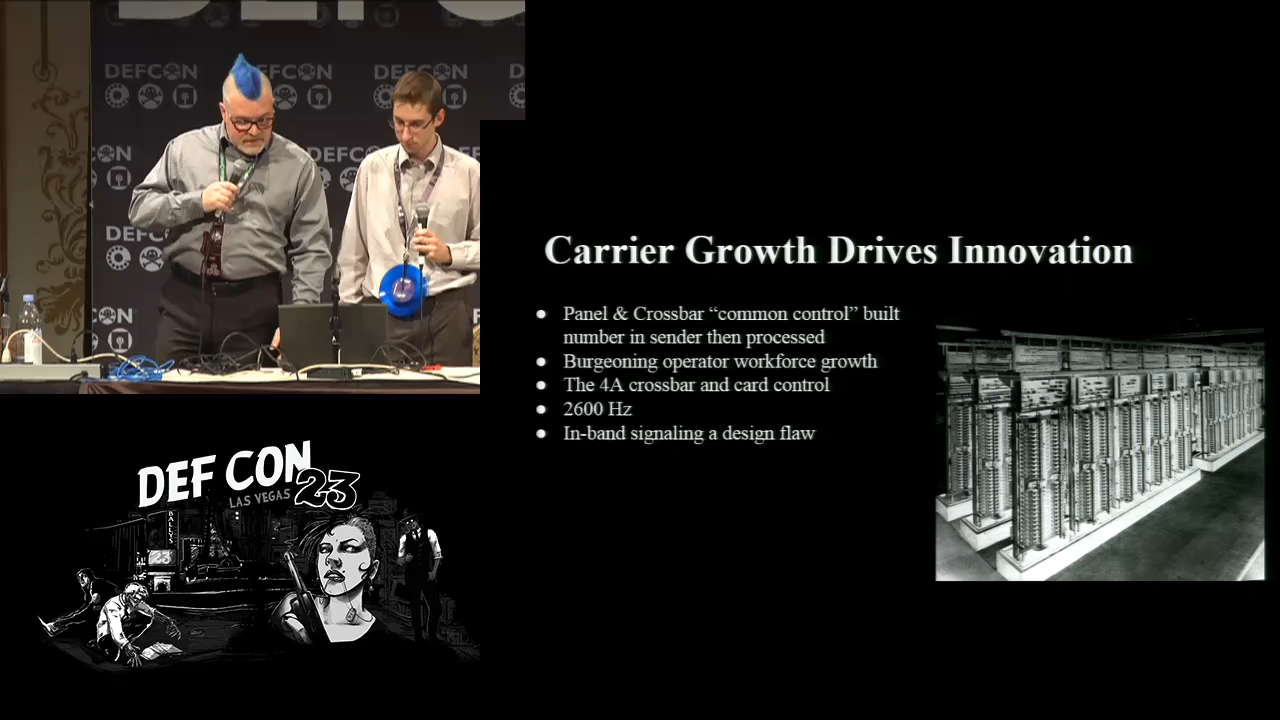 DEFCON
DEFCON
DEFCON
DEFCON
Carrier Growth Drives Innovation
● Panel & Crossbar “common control” built
number in sender then processed
● Burgeoning operator workforce growth
● The 4A crossbar and card control
● 2600 Hz
● In-band signaling a design flaw
DEF CON
LAS VEGAS 23
BALLYS
23